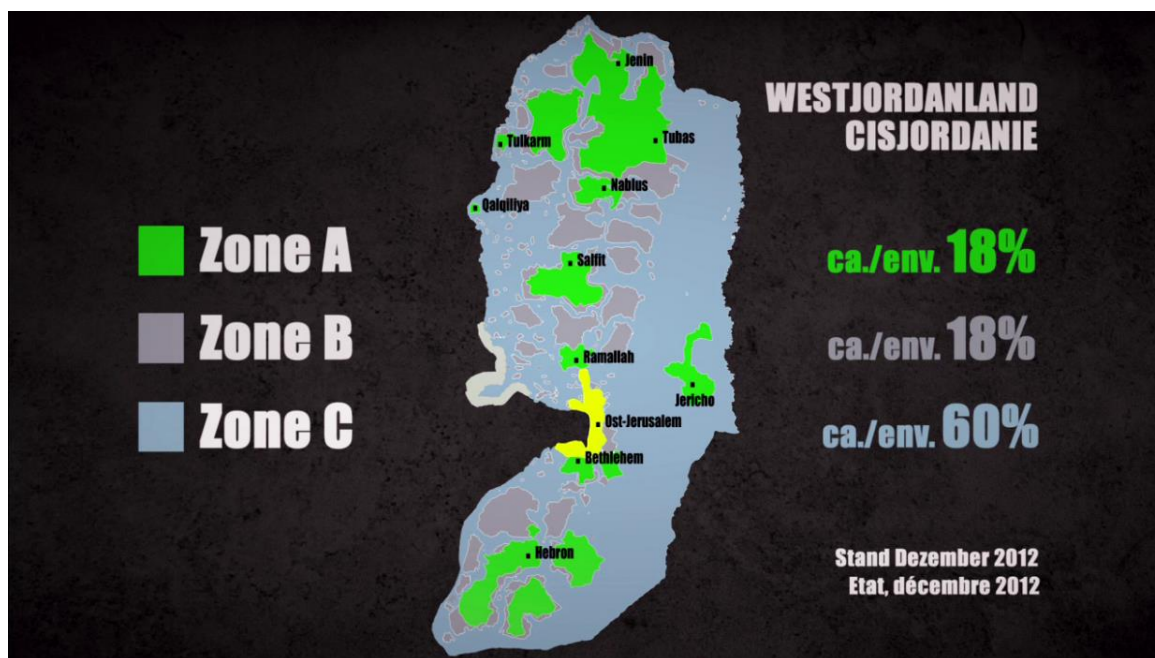 WESTJORDANLAND
CISJORDANIE
Zone A
Zone B
Zone C
ca./env. 18%
ca./env. 18%
ca./env. 60%
Jenin
Tulkarm
Tubas
Nablus
Qalqiliya
Salfit
Ramallah
Jericho
Ost-Jerusalem
Bethlehem
Hebron
Stand Dezember 2012
Etat, décembre 2012